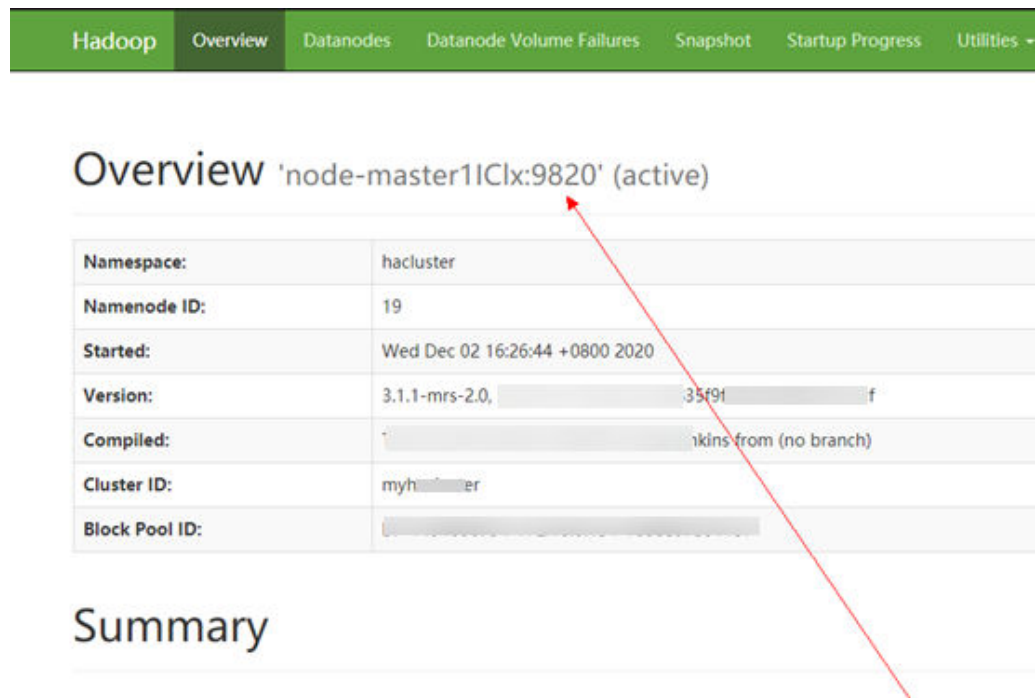 Hadoop Overview Datanodes Datanode Volume Failures Snapshot Startup Progress Utilities
Overview 'node-master1IClx:9820' (active)
Namespace: hacluster
Namenode ID: 19
Started: Wed Dec 02 16:26:44 +0800 2020
Version: 3.1.1-mrs-2.0,
Compiled: from (no branch)
Cluster ID:
Block Pool ID:
Summary